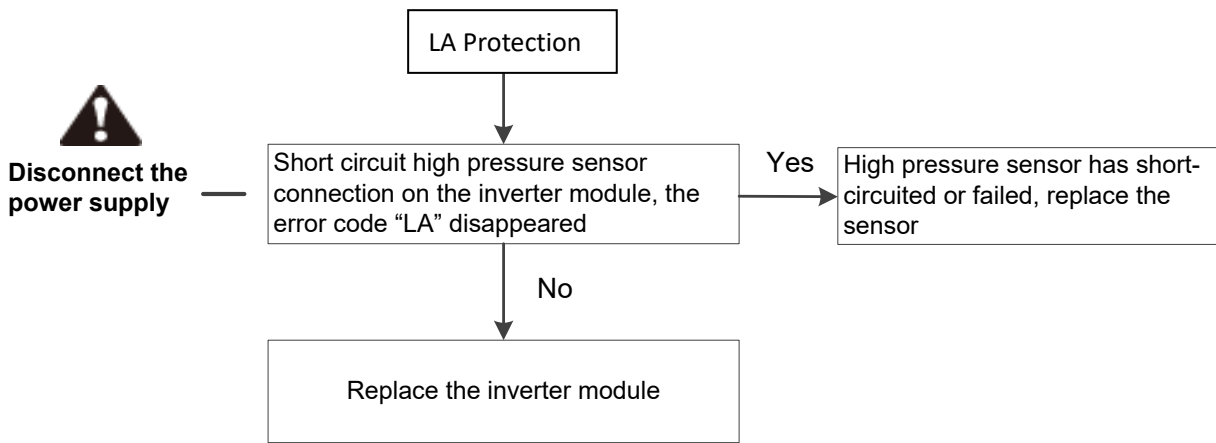 LA Protection
Disconnect the
power supply
Short circuit high pressure sensor
connection on the inverter module, the
error code “LA” disappeared
Yes
High pressure sensor has short-
circuited or failed, replace the
sensor
No
Replace the inverter module